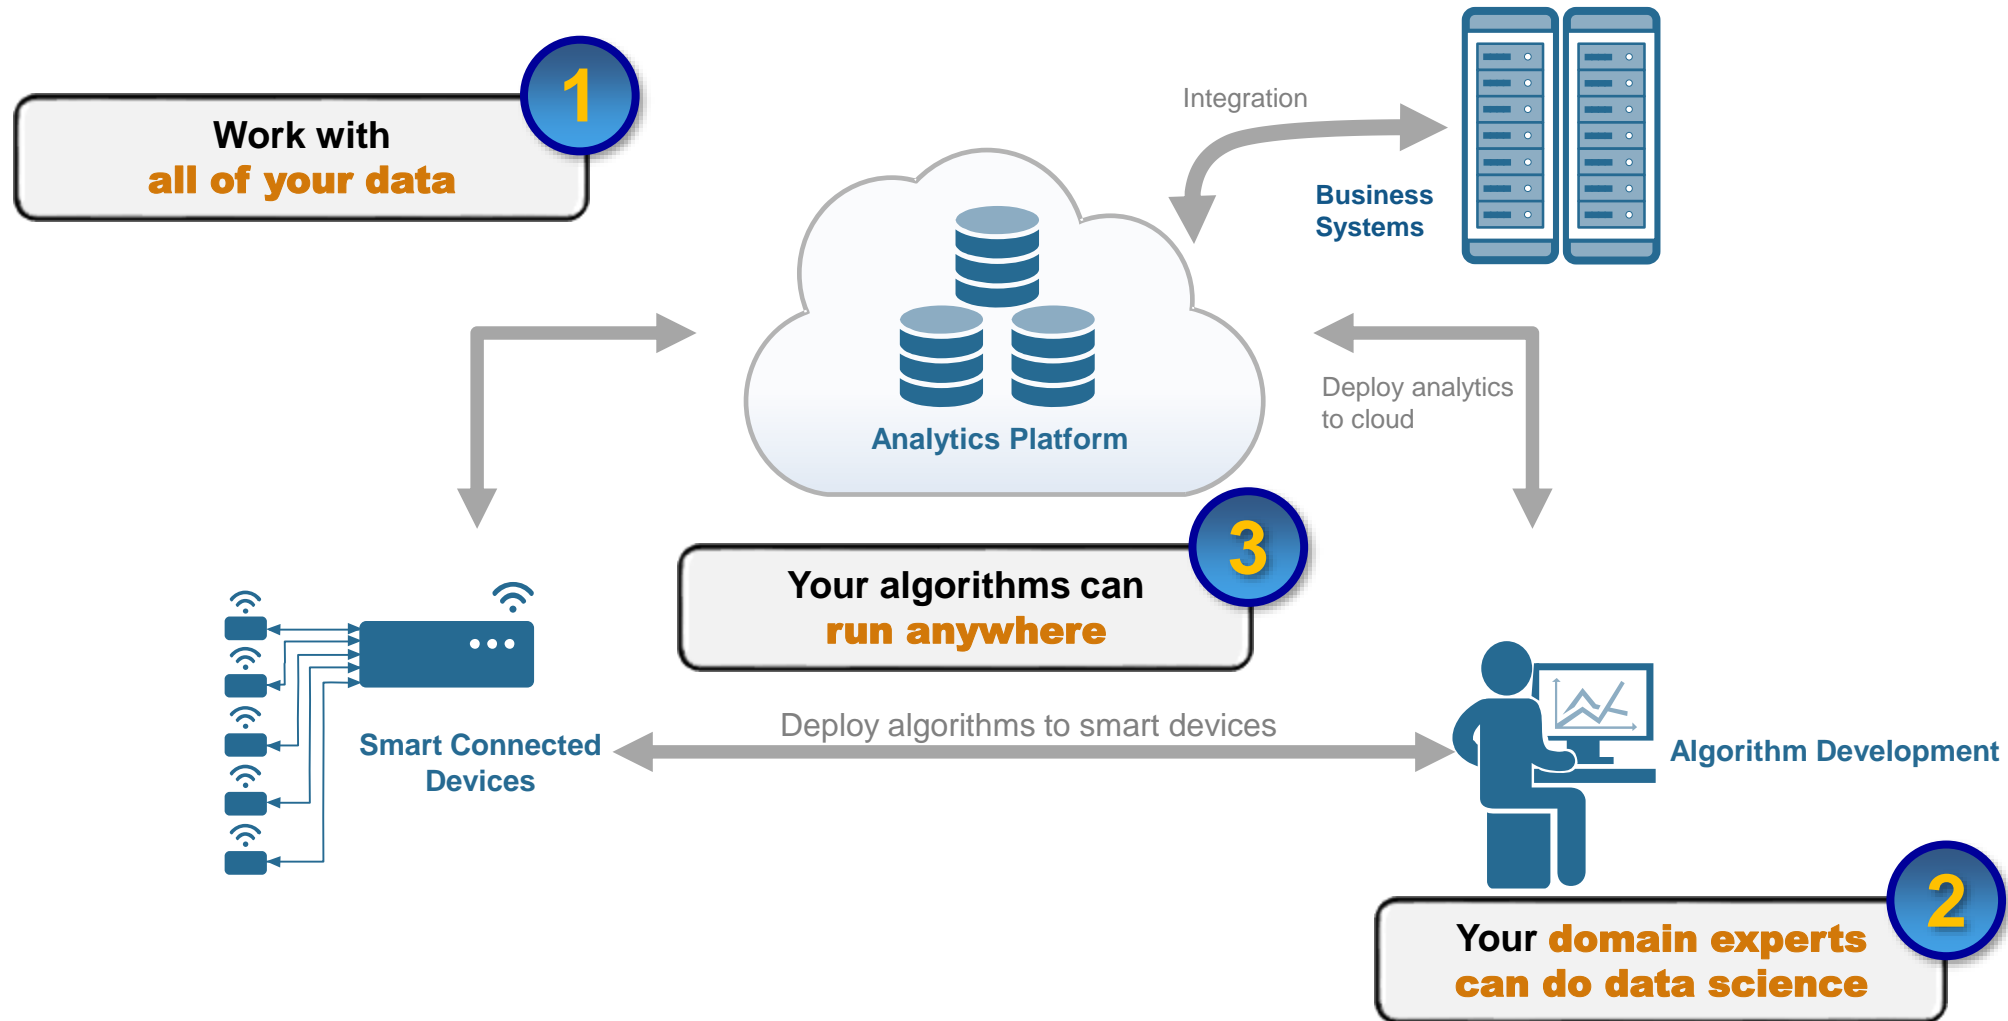 1
Work with
all of your data
Integration
Business
Systems
Analytics Platform
Deploy analytics
to cloud
3
Your algorithms can
run anywhere
Smart Connected
Devices
Deploy algorithms to smart devices
Algorithm Development
2
Your domain experts
can do data science